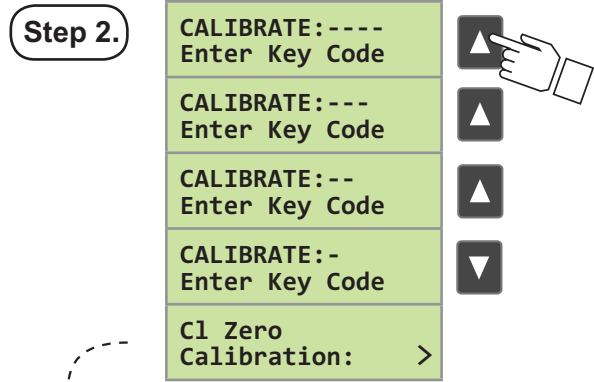 Step 2.
CALIBRATE:----
Enter Key Code
CALIBRATE:---
Enter Key Code
CALIBRATE:--
Enter Key Code
CALIBRATE:-
Enter Key Code
Cl Zero
Calibration: >